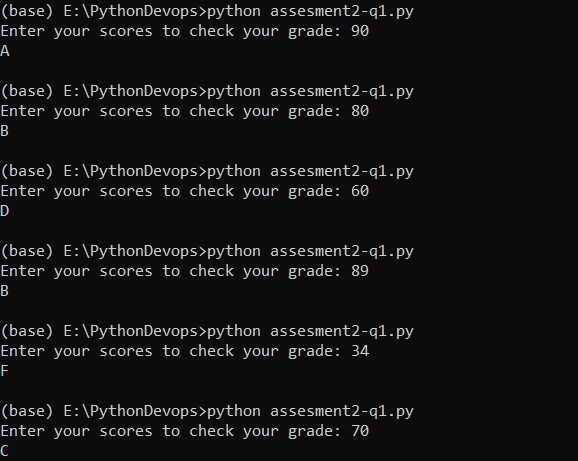 (base) E:\PythonDevops>python assesment2-q1.py
Enter your scores to check your grade: 90
A
(base) E:\PythonDevops>python assesment2-q1.py
Enter your scores to check your grade: 80
B
(base) E:\PythonDevops>python assesment2-q1.py
Enter your scores to check your grade: 60
D
(base) E:\PythonDevops>python assesment2-q1.py
Enter your scores to check your grade: 89
B
(base) E:\PythonDevops>python assesment2-q1.py
Enter your scores to check your grade: 34
F
(base) E:\PythonDevops>python assesment2-q1.py
Enter your scores to check your grade: 70
C